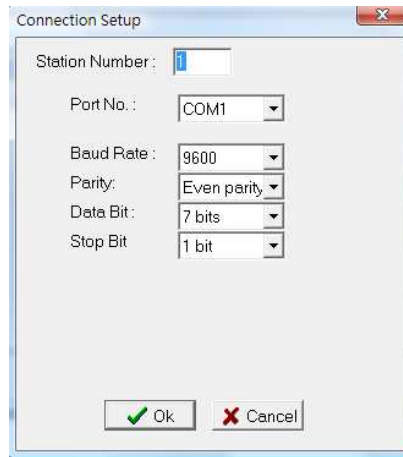 Connection Setup
Station Number : 1
Port No. : COM1
Baud Rate : 9600
Parity: Even parity
Data Bit : 7 bits
Stop Bit 1 bit
Ok Cancel